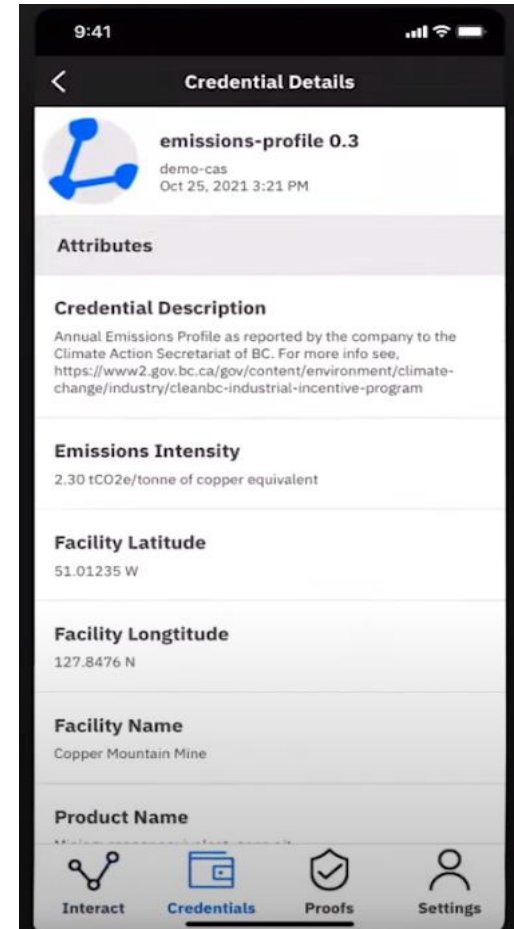 9:41
Credential Details
emissions-profile 0.3
demo-cas
Oct 25, 2021 3:21 PM
Attributes
Credential Description
Annual Emissions Profile as reported by the company to the
Climate Action Secretariat of BC. For more info see,
https://www2.gov.bc.ca/gov/content/environment/climate-
change/industry/cleanbc-industrial-incentive-program
Emissions Intensity
2.30 tCO2e/tonne of copper equivalent
Facility Latitude
51.01235 W
Facility Longtitude
127.8476 N
Facility Name
Copper Mountain Mine
Product Name
Interact
Credentials
Proofs
Settings